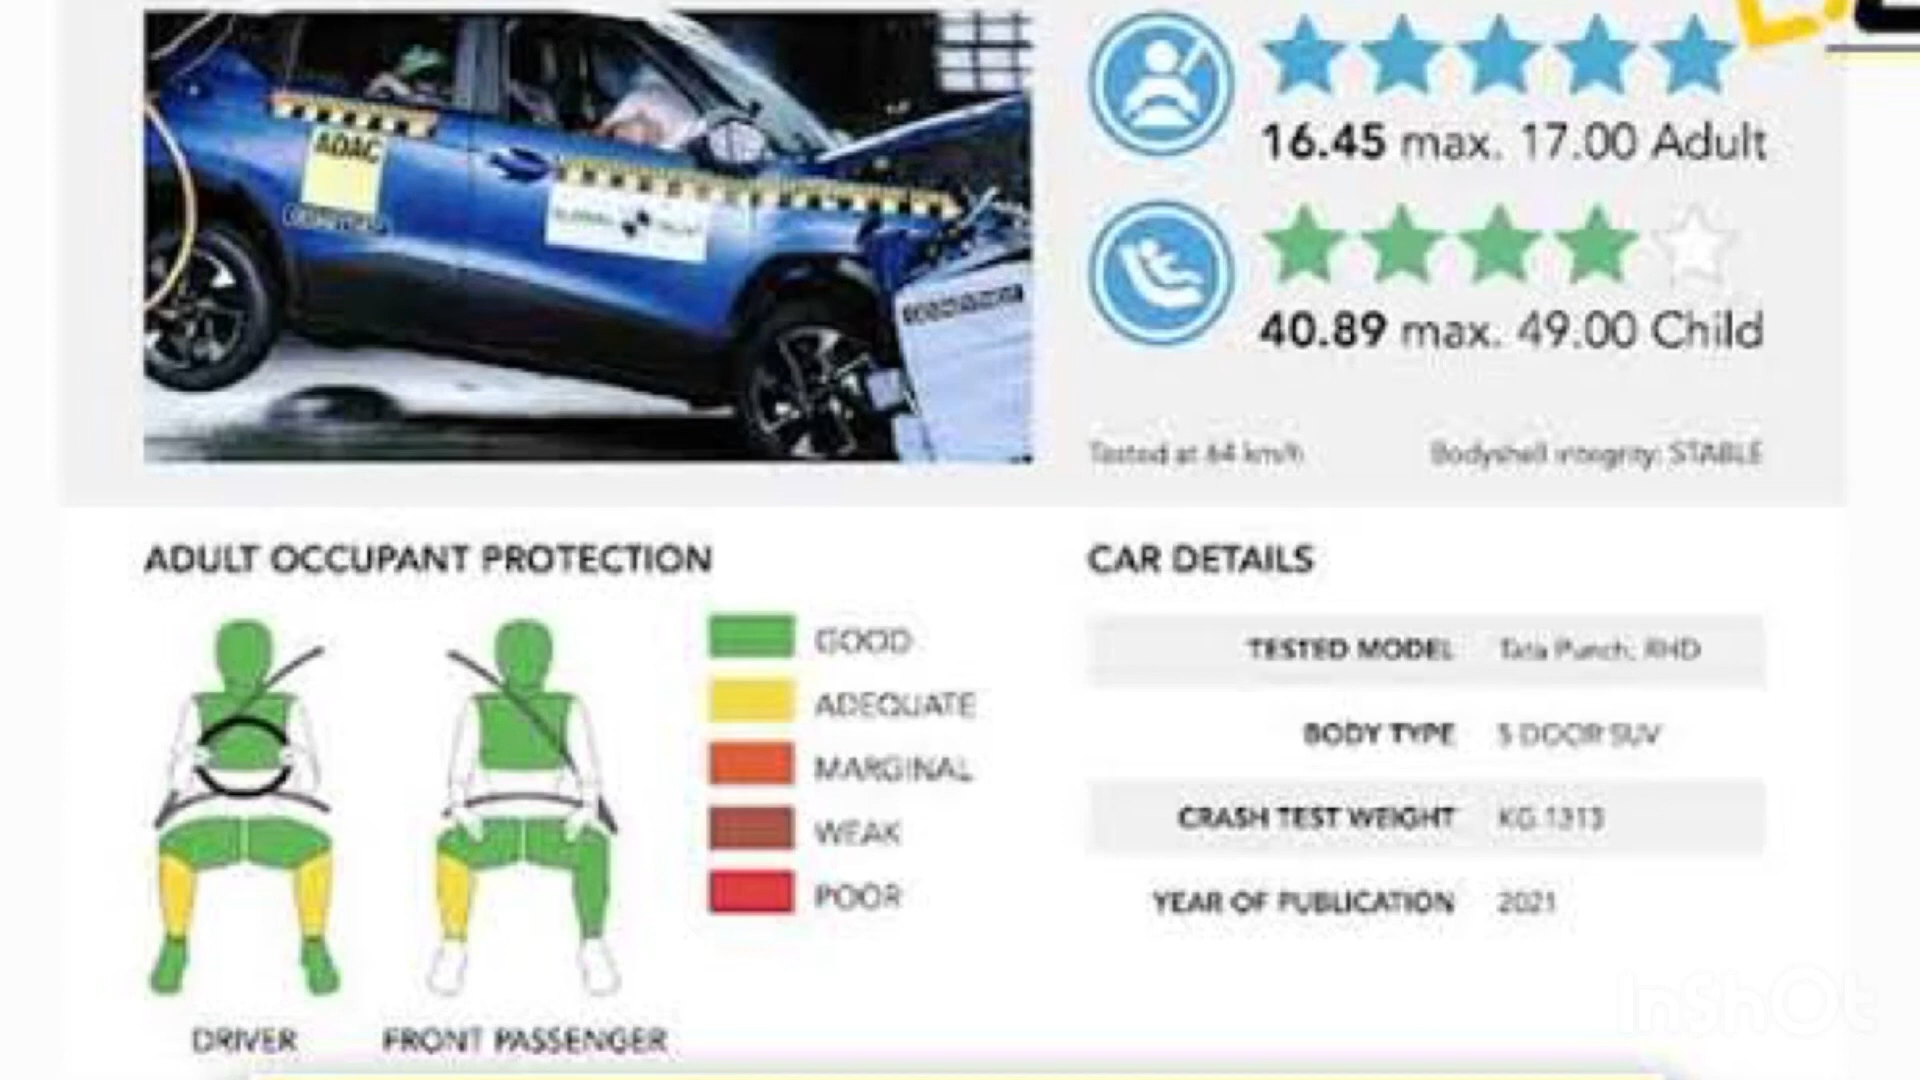 ADAC
16.45 max. 17.00 Adult
40.89 max. 49.00 Child
Tested at 64 km/h
Bodyshell integrity: STABLE
ADULT OCCUPANT PROTECTION
GOOD
ADEQUATE
MARGINAL
WEAK
POOR
DRIVER
FRONT PASSENGER
CAR DETAILS
TESTED MODEL Tata Punch, RHD
BODY TYPE 5 DOOR SUV
CRASH TEST WEIGHT KG 1313
YEAR OF PUBLICATION 2021
InShOt